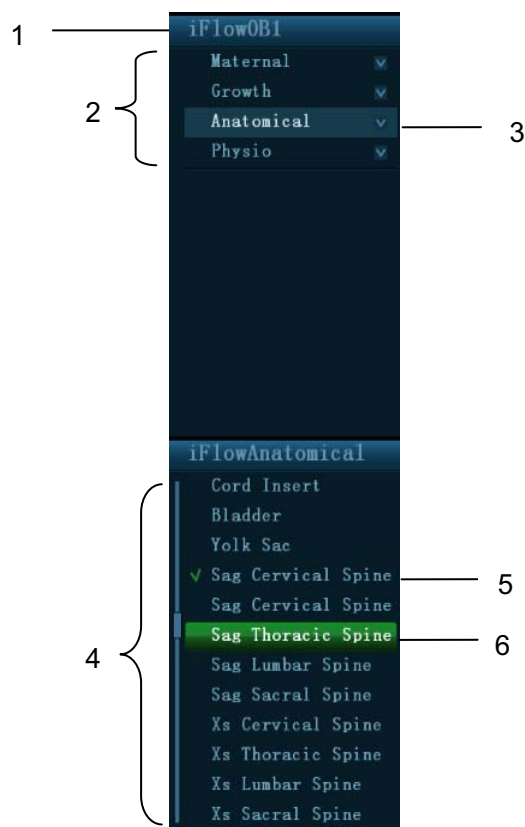 1
iFlowOB1
2
Maternal
Growth
Anatomical
3
Physio
iFlowAnatomical
4
Cord Insert
Bladder
Yolk Sac
Sag Cervical Spine
5
Sag Cervical Spine
Sag Thoracic Spine
6
Sag Lumbar Spine
Sag Sacral Spine
Xs Cervical Spine
Xs Thoracic Spine
Xs Lumbar Spine
Xs Sacral Spine